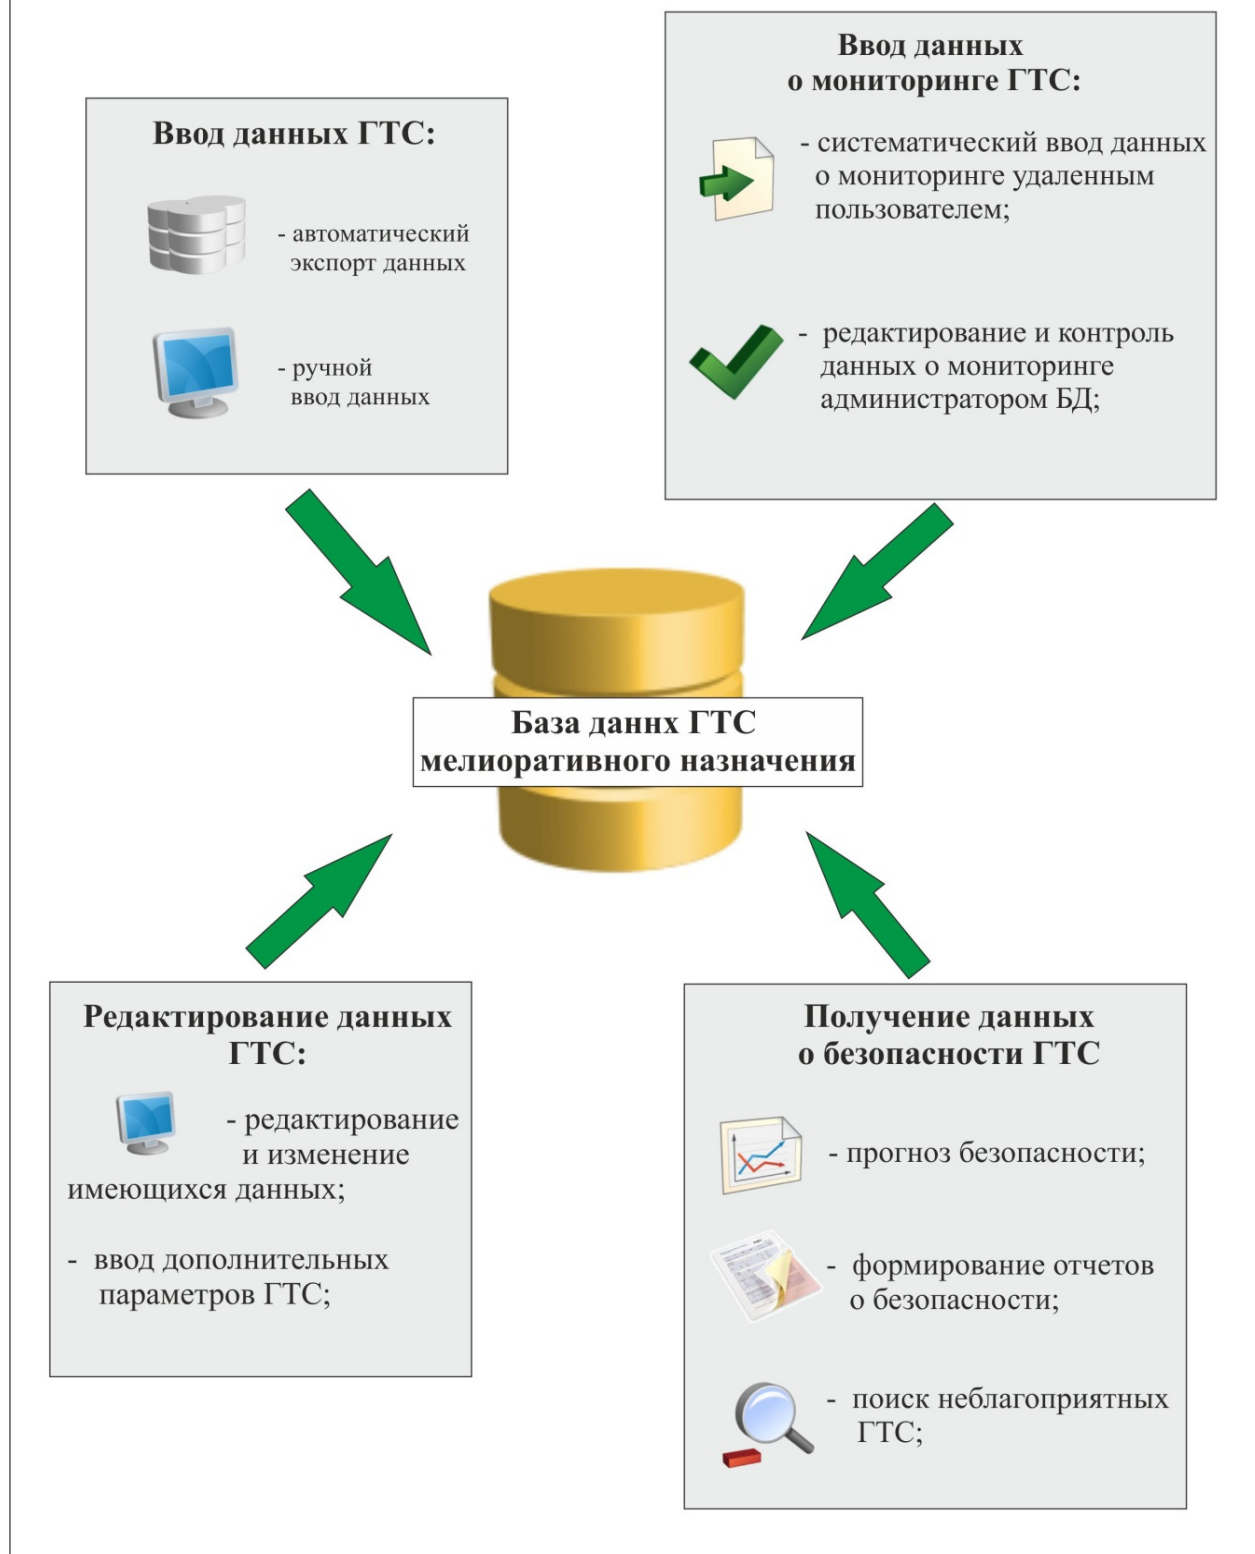 Ввод данных ГТС:
- автоматический
экспорт данных
- ручной
ввод данных
Ввод данных
о мониторинге ГТС:
- систематический ввод данных
о мониторинге удаленным
пользователем;
- редактирование и контроль
данных о мониторинге
администратором БД;
База даннх ГТС
мелиоративного назначения
Редактирование данных
ГТС:
- редактирование
и изменение
имеющихся данных;
- ввод дополнительных
параметров ГТС;
Получение данных
о безопасности ГТС
- прогноз безопасности;
- формирование отчетов
о безопасности;
- поиск неблагоприятных
ГТС;